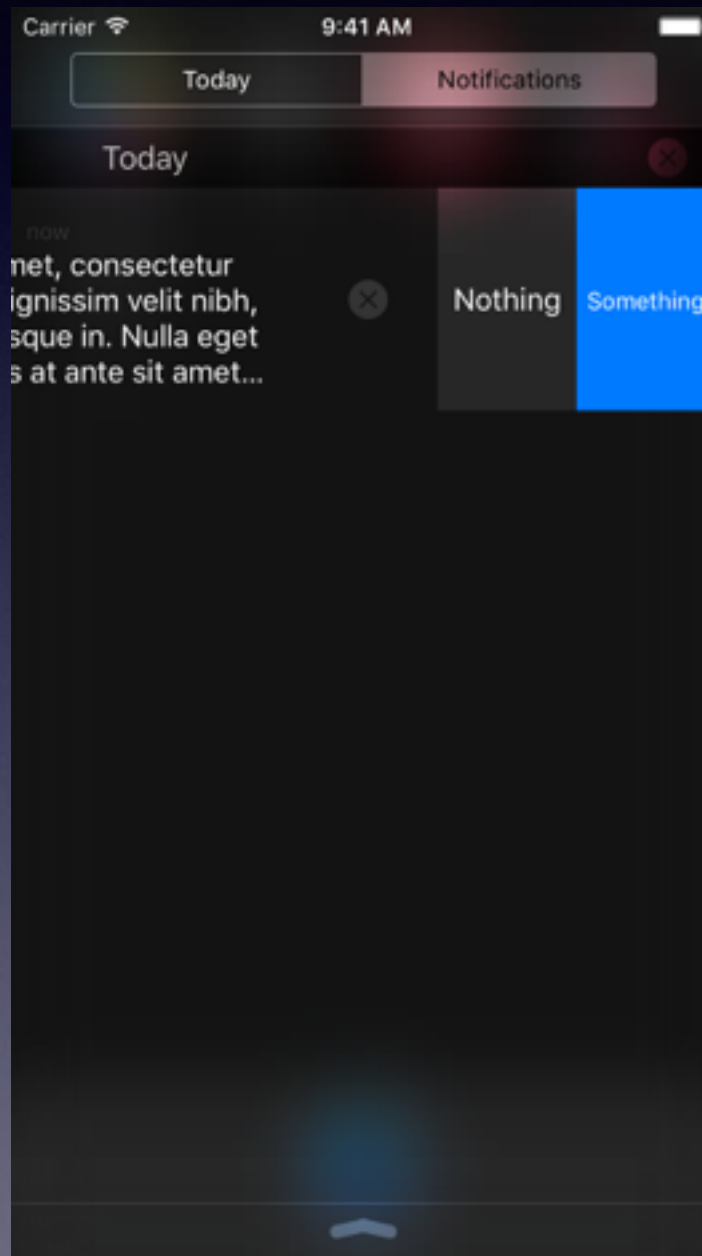 Carrier 9:41 AM
Today Notifications
Today
now
met, consectetur
ignissim velit nibh,
sque in. Nulla eget
s at ante sit amet...
Nothing Something